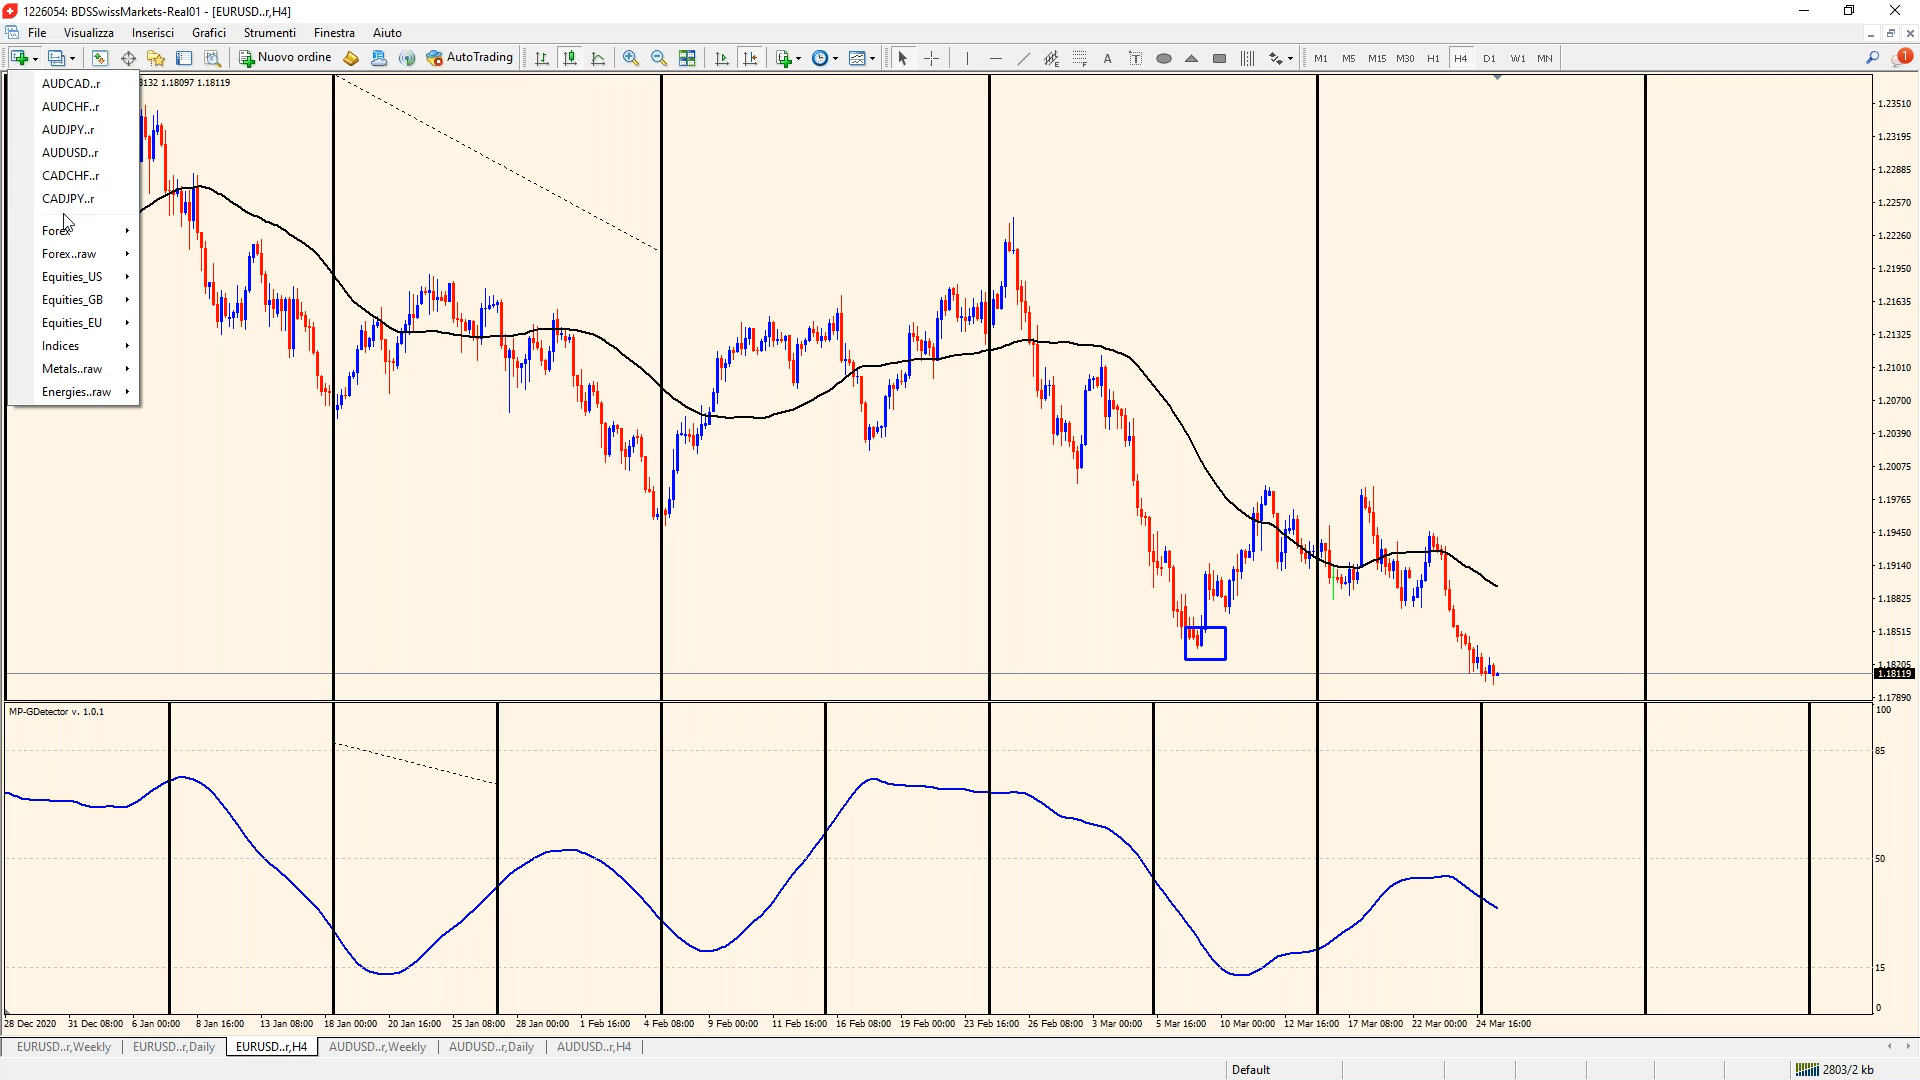 1226054: BDSSwissMarkets-Real01 - [EURUSD..r,H4]
File Visualizza Inserisci Grafici Strumenti Finestra Aiuto
Nuovo ordine AutoTrading A T M1 M5 M15 M30 H1 H4 D1 W1 MN 1
3132 1.18097 1.18119
AUDCAD..r
AUDCHF..r
AUDJPY..r
AUDUSD..r
CADCHF..r
CADJPY..r
Forex
Forex..raw
Equities_US
Equities_GB
Equities_EU
Indices
Metals..raw
Energies..raw
1.23510
1.23195
1.22885
1.22570
1.22260
1.21950
1.21635
1.21325
1.21010
1.20700
1.20390
1.20075
1.19765
1.19450
1.19140
1.18825
1.18515
1.18205
1.18119
1.17890
MP-GDetector v. 1.0.1
100
85
50
15
0
28 Dec 2020 31 Dec 08:00 6 Jan 00:00 8 Jan 16:00 13 Jan 08:00 18 Jan 00:00 20 Jan 16:00 25 Jan 08:00 28 Jan 00:00 1 Feb 16:00 4 Feb 08:00 9 Feb 00:00 11 Feb 16:00 16 Feb 08:00 19 Feb 00:00 23 Feb 16:00 26 Feb 08:00 3 Mar 00:00 5 Mar 16:00 10 Mar 00:00 12 Mar 16:00 17 Mar 08:00 22 Mar 00:00 24 Mar 16:00
EURUSD..r,Weekly EURUSD..r,Daily EURUSD..r,H4 AUDUSD..r,Weekly AUDUSD..r,Daily AUDUSD..r,H4
Default 2803/2 kb